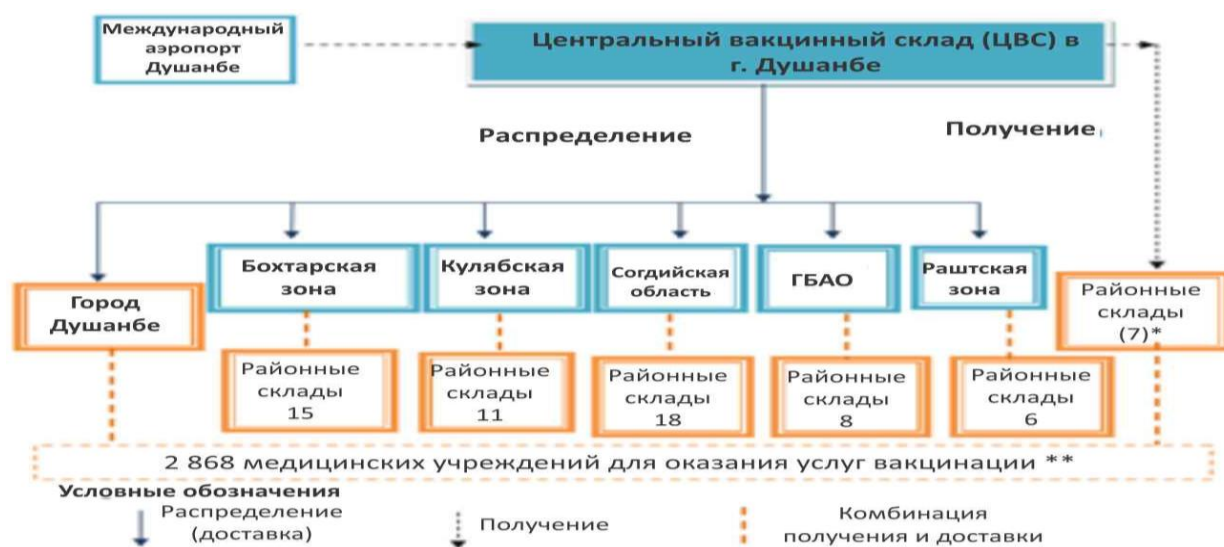 Международный
аэропорт
Душанбе
Центральный вакцинный склад (ЦВС) в
г. Душанбе
Распределение
Получение
Город
Душанбе
Бохтарская
зона
Кулябская
зона
Согдийская
область
ГБАО
Раштская
зона
Районные
склады
(7)*
Районные
склады
15
Районные
склады
11
Районные
склады
18
Районные
склады
8
Районные
склады
6
2 868 медицинских учреждений для оказания услуг вакцинации **
Условные обозначения
Распределение
(доставка)
Получение
Комбинация
получения и доставки